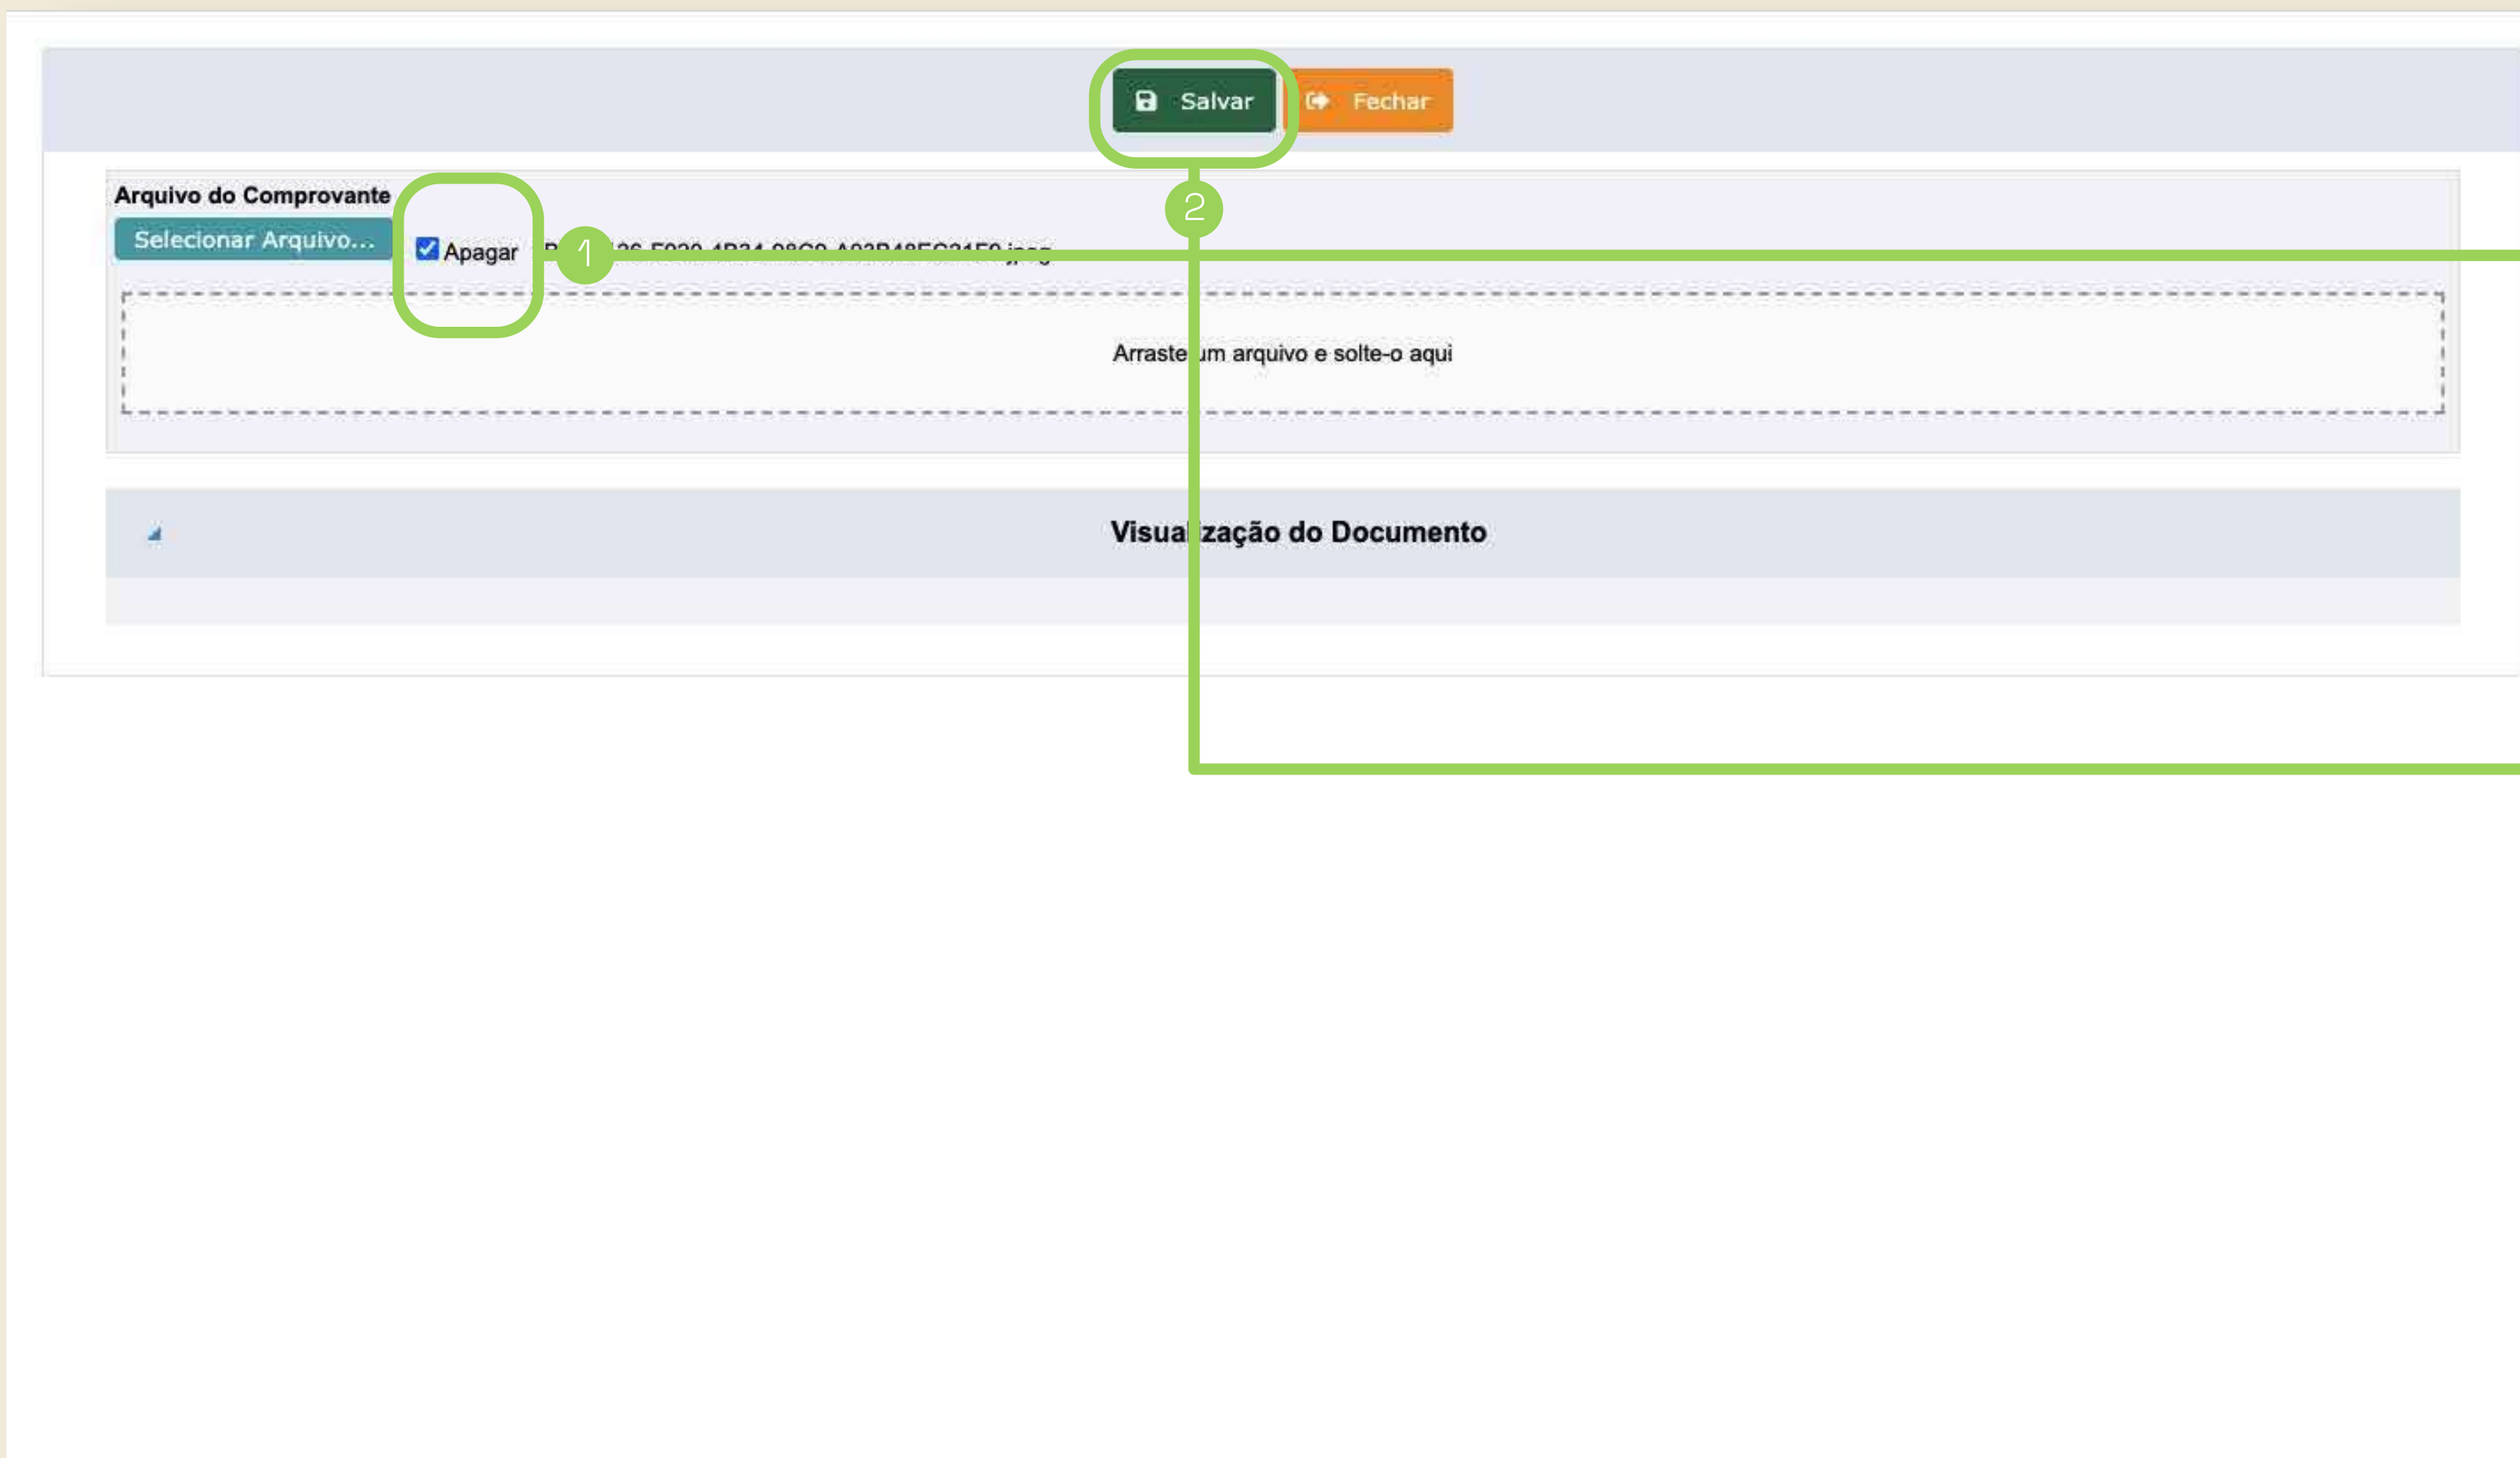 Salvar
Fechar
Arquivo do Comprovante
2
Selecionar Arquivo...
Apagar
1
Arraste um arquivo e solte-o aqui
Visualização do Documento